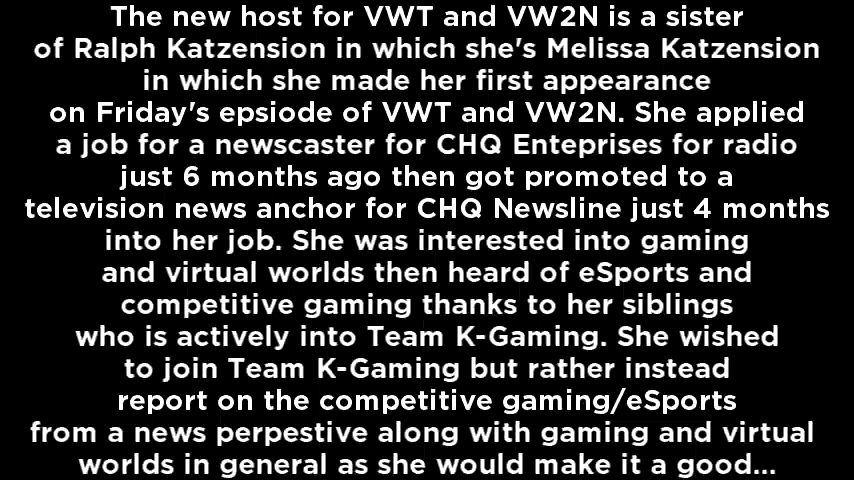 The new host for VWT and VW2N is a sister
of Ralph Katzension in which she's Melissa Katzension
in which she made her first appearance
on Friday's epsiode of VWT and VW2N. She applied
a job for a newscaster for CHQ Enteprises for radio
just 6 months ago then got promoted to a
television news anchor for CHQ Newsline just 4 months
into her job. She was interested into gaming
and virtual worlds then heard of eSports and
competitive gaming thanks to her siblings
who is actively into Team K-Gaming. She wished
to join Team K-Gaming but rather instead
report on the competitive gaming/eSports
from a news perpestive along with gaming and virtual
worlds in general as she would make it a good...